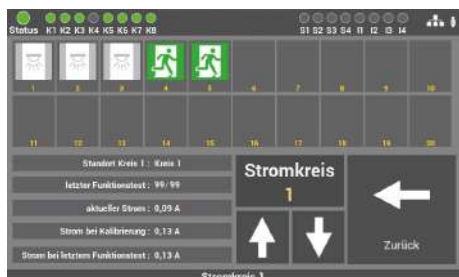 Status K1 K2 K3 K4 K5 K6 K7 K8 S1 S2 S3 S4 I1 I2 I3 I4
1 2 3 4 5 6 7 8 9 10
11 12 13 14 15 16 17 18 19 20
Standort Kreis 1 : Kreis 1
letzter Funktionstest : 99/99
aktueller Strom : 0,09 A
Strom bei Kalibrierung : 0,13 A
Strom bei letztem Funktionstest : 0,13 A
Stromkreis
1
Zurück
Stromkreis 1